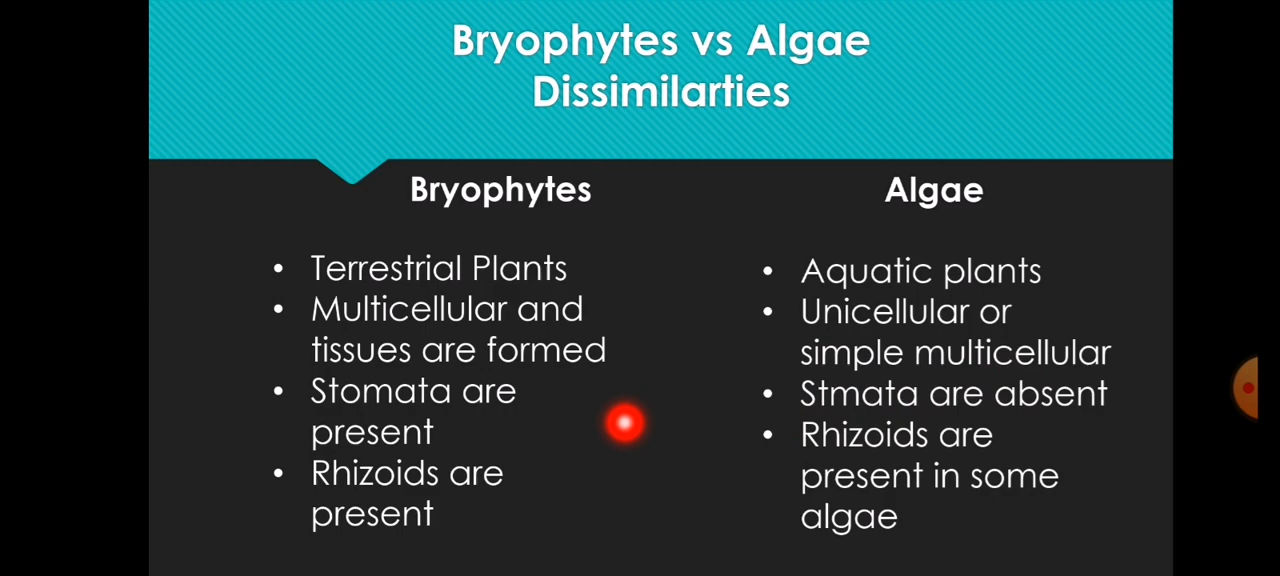 Bryophytes vs Algae
Dissimilarties
Bryophytes
• Terrestrial Plants
• Multicellular and
tissues are formed
• Stomata are
present
• Rhizoids are
present
Algae
• Aquatic plants
• Unicellular or
simple multicellular
• Stmata are absent
• Rhizoids are
present in some
algae